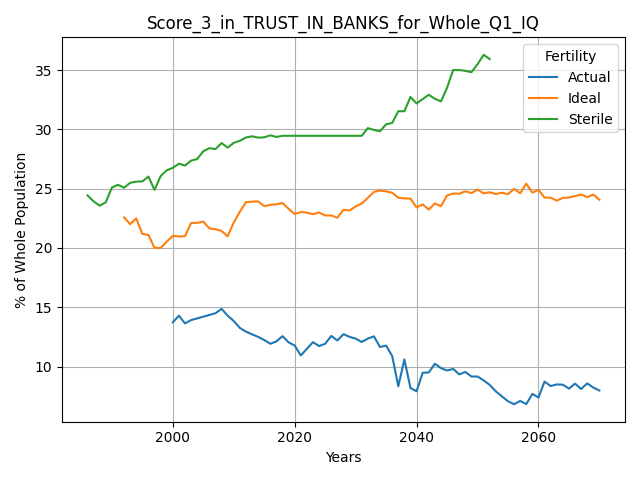 Score_3_in_TRUST_IN_BANKS_for_Whole_Q1_IQ
Fertility
Actual
Ideal
Sterile
% of Whole Population
35
30
25
20
15
10
2000
2020
2040
2060
Years